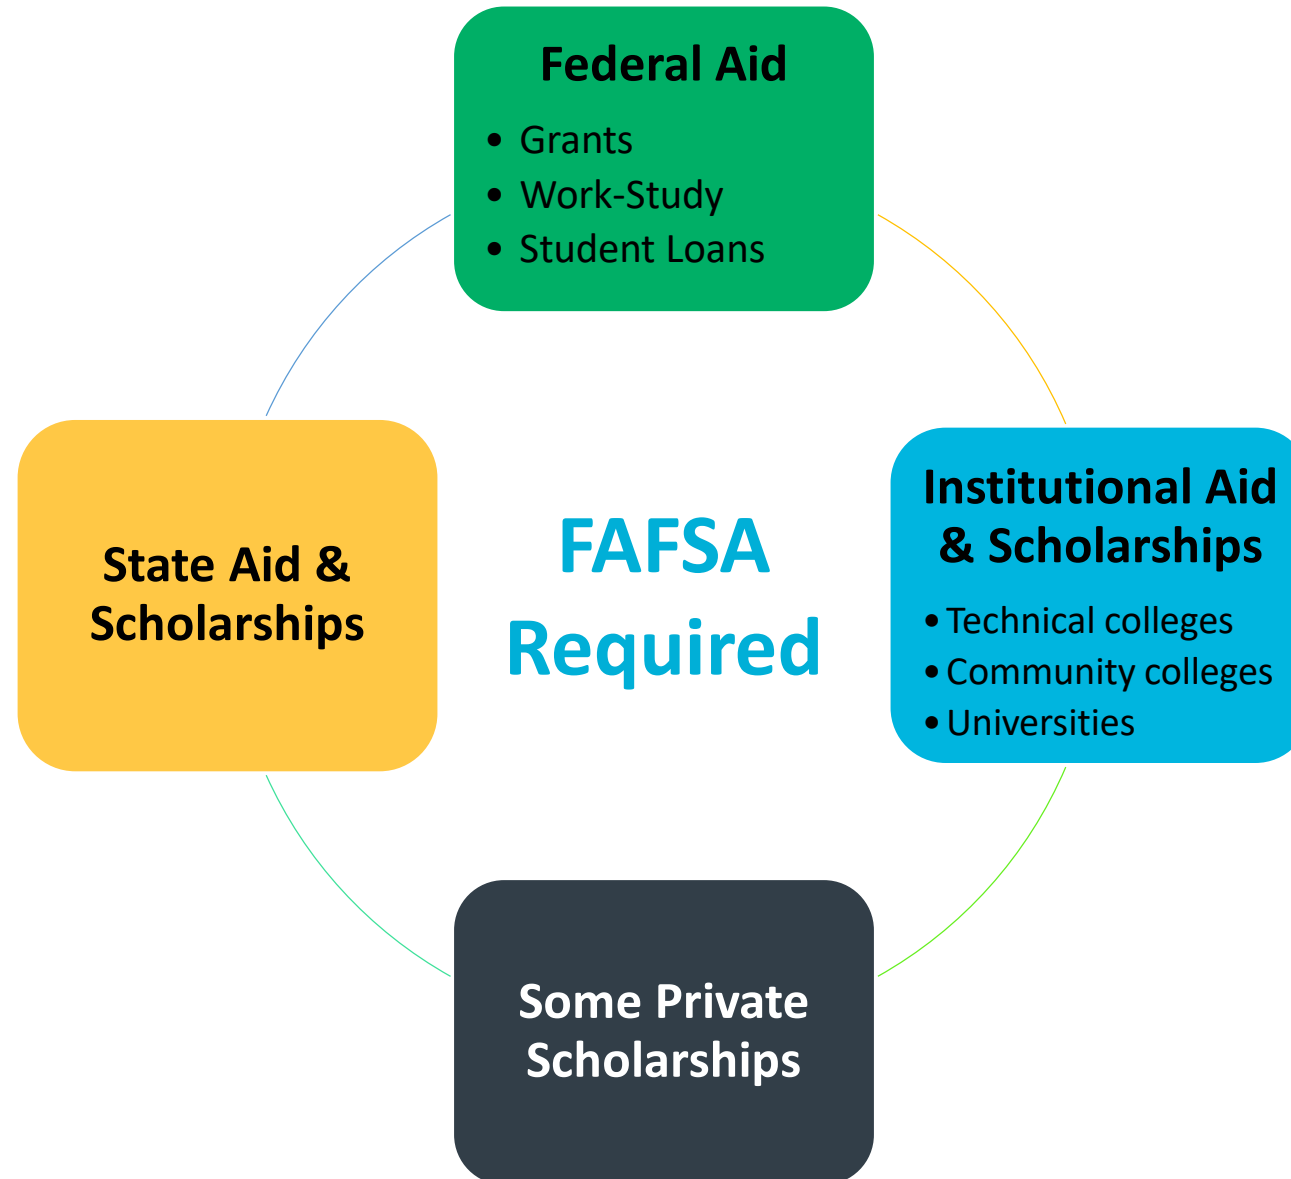 Federal Aid
• Grants
• Work-Study
• Student Loans
State Aid &
Scholarships
FAFSA
Required
Institutional Aid
& Scholarships
• Technical colleges
• Community colleges
• Universities
Some Private
Scholarships